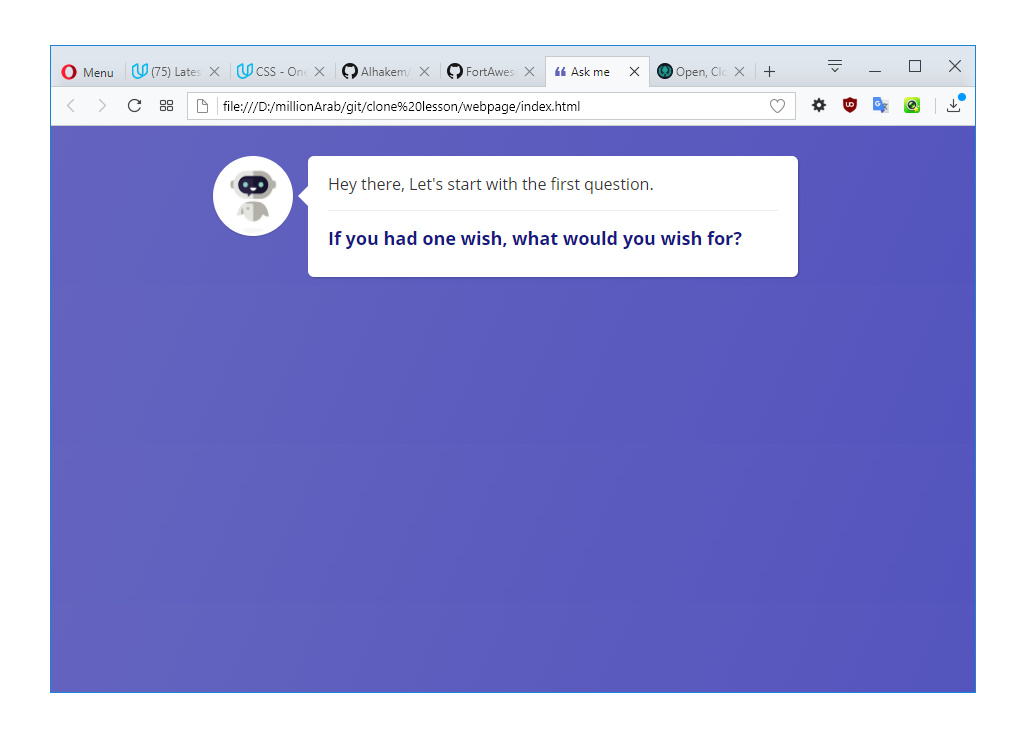 Menu
(75) Lates
CSS - On
Alhakem/
FortAwes
Ask me
Open, Clo
file:///D:/millionArab/git/clone%20lesson/webpage/index.html
Hey there, Let's start with the first question.
If you had one wish, what would you wish for?